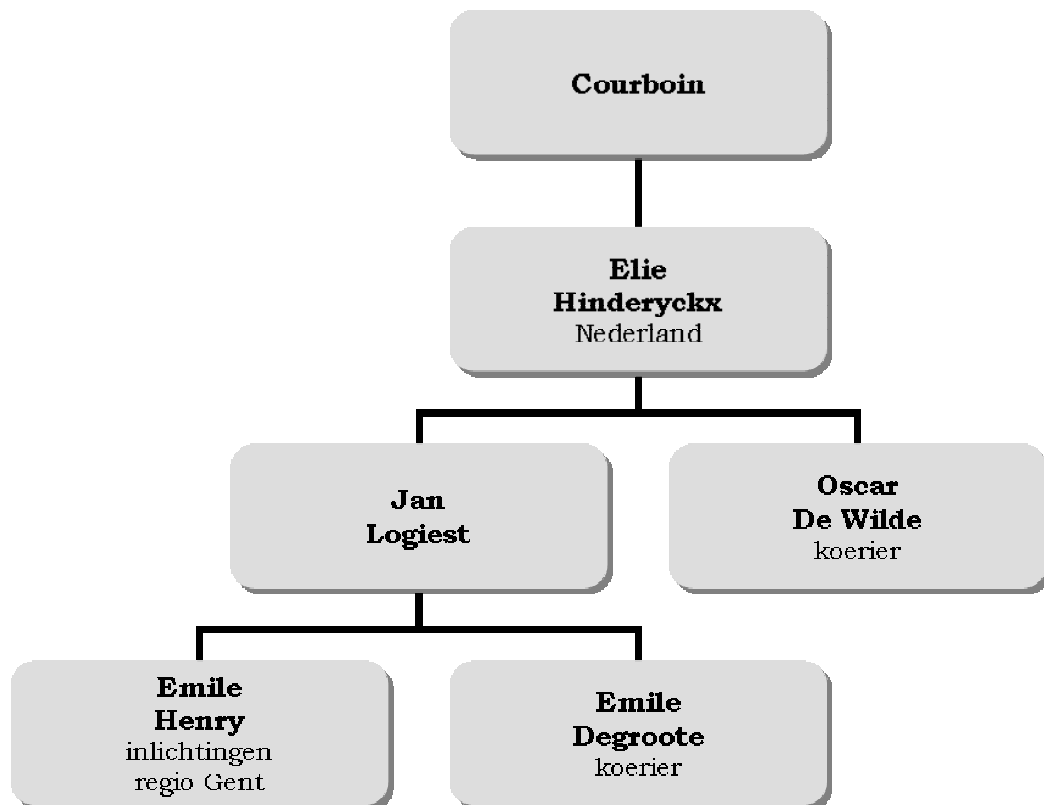 Courboin
Elie
Hinderyckx
Nederland
Jan
Logiest
Oscar
De Wilde
koerier
Emile
Henry
inlichtingen
regio Gent
Emile
Degroote
koerier